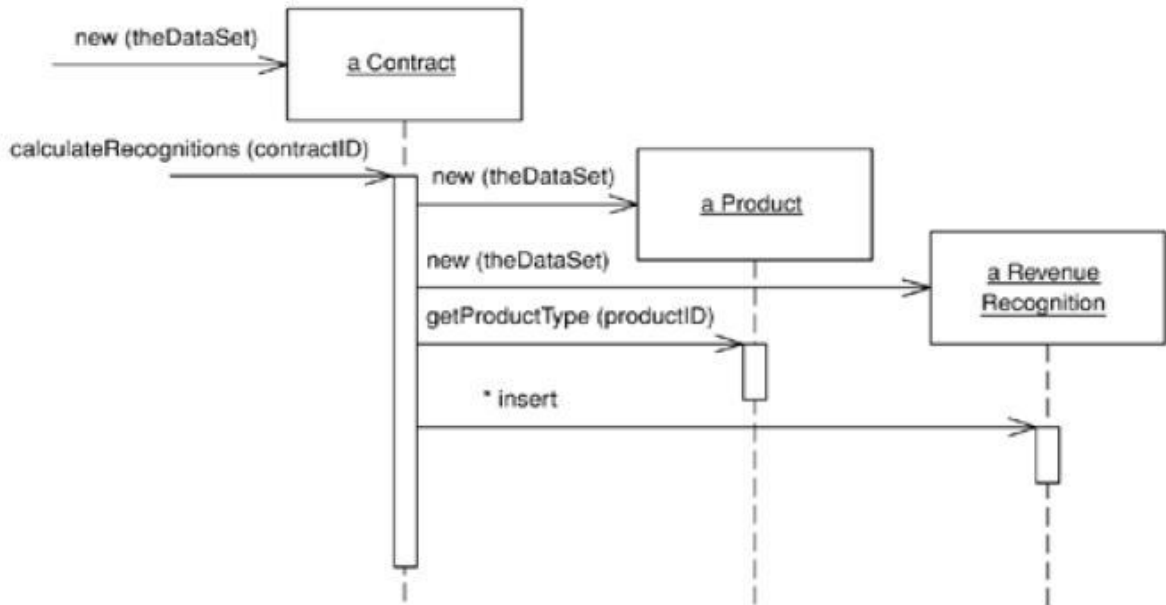 new (theDataSet)
a Contract
calculateRecognitions (contractID)
new (theDataSet)
a Product
new (theDataSet)
a Revenue
Recognition
getProductType (productID)
* insert